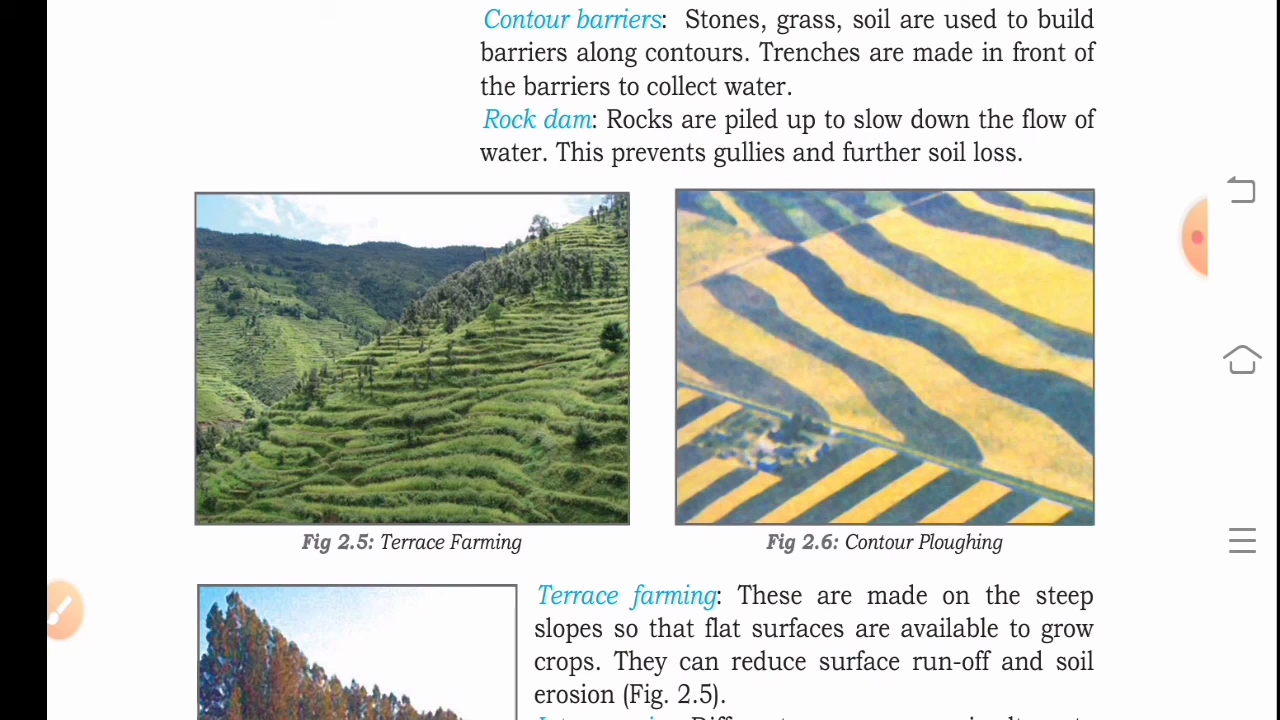 Contour barriers: Stones, grass, soil are used to build
barriers along contours. Trenches are made in front of
the barriers to collect water.
Rock dam: Rocks are piled up to slow down the flow of
water. This prevents gullies and further soil loss.
Fig 2.5: Terrace Farming
Fig 2.6: Contour Ploughing
Terrace farming: These are made on the steep
slopes so that flat surfaces are available to grow
crops. They can reduce surface run-off and soil
erosion (Fig. 2.5).